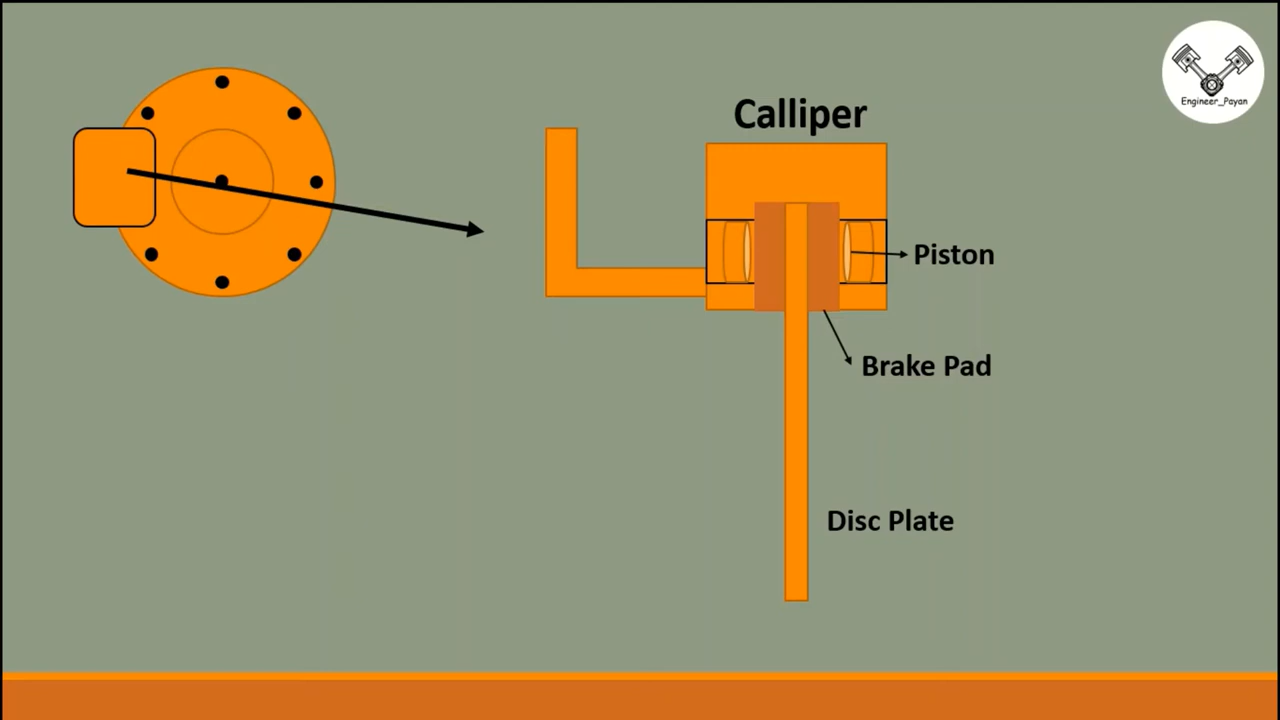 Engineer_Payan
Calliper
Piston
Brake Pad
Disc Plate